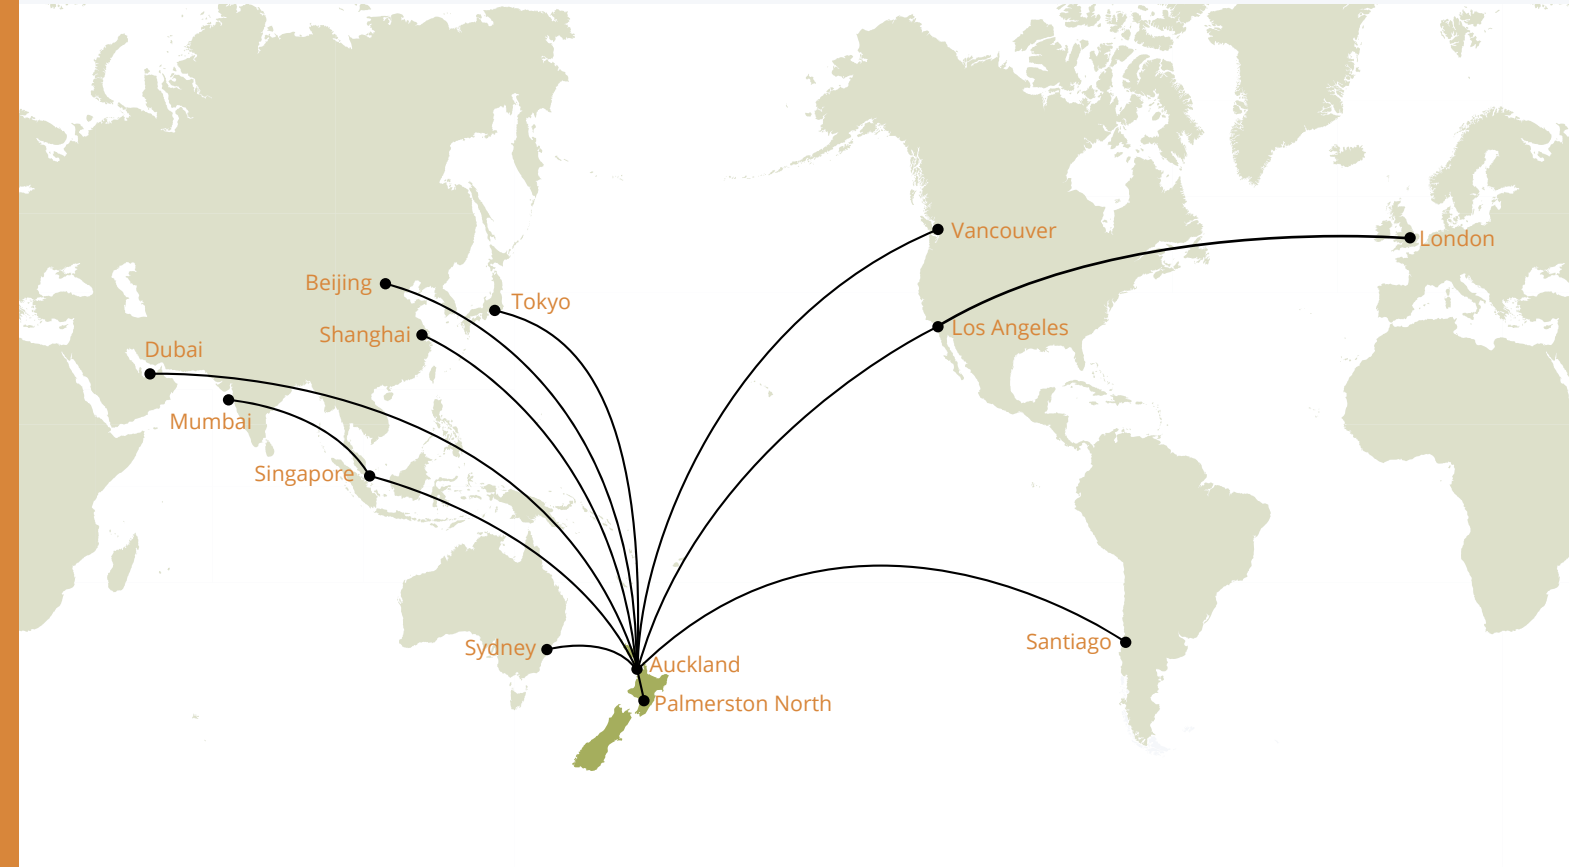 Vancouver
London
Beijing
Tokyo
Shanghai
Los Angeles
Dubai
Mumbai
Singapore
Santiago
Sydney
Auckland
Palmerston North